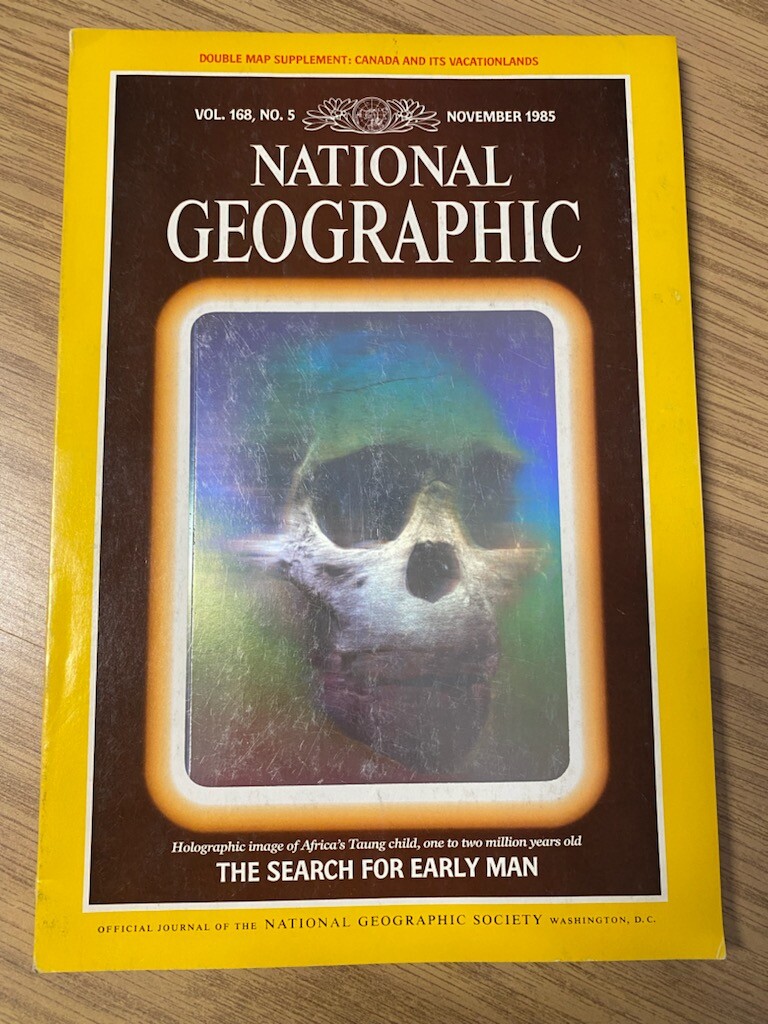 DOUBLE MAP SUPPLEMENT: CANADA AND ITS VACATIONLANDS
VOL. 168, NO. 5 NOVEMBER 1985
NATIONAL
GEOGRAPHIC
Holographic image of Africa's Taung child, one to two million years old
THE SEARCH FOR EARLY MAN
OFFICIAL JOURNAL OF THE NATIONAL GEOGRAPHIC SOCIETY WASHINGTON, D.C.